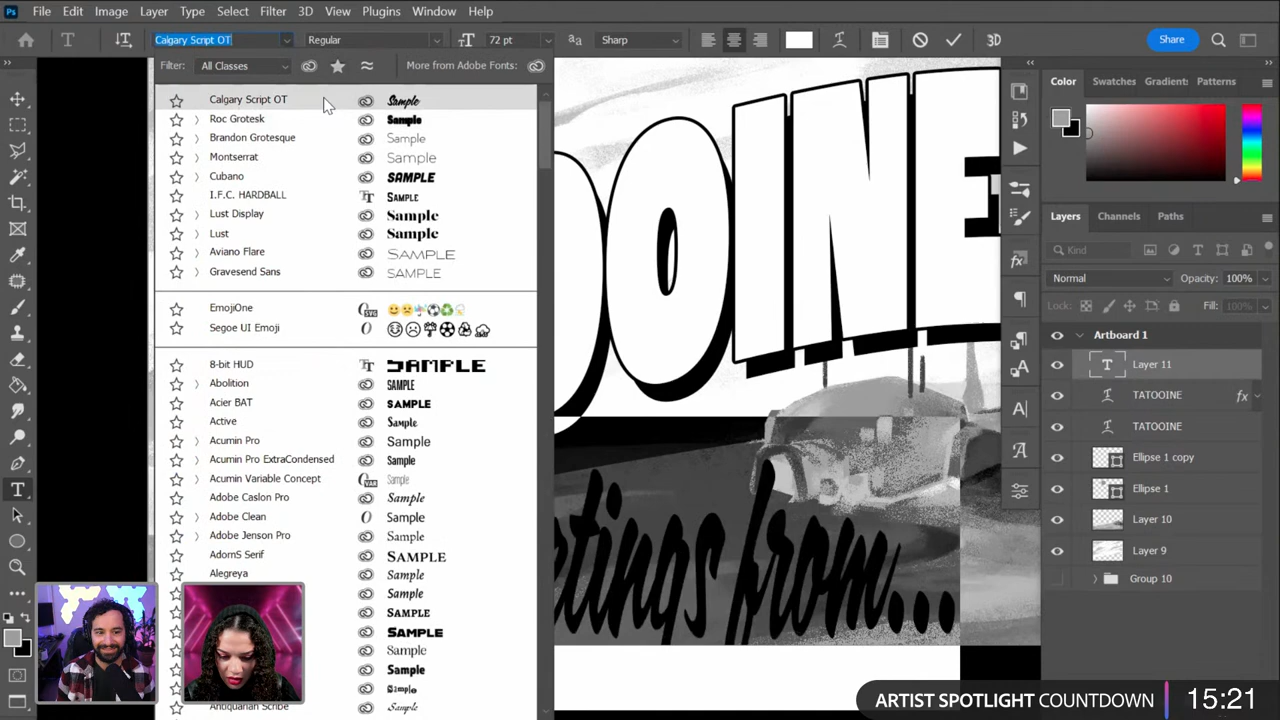 Ps File Edit Image Layer Type Select Filter 3D View Plugins Window Help
Calgary Script OT Regular 72 pt aa Sharp 3D Share
Filter: All Classes More from Adobe Fonts:
Calgary Script OT Sample
Roc Grotesk Sample
Brandon Grotesque Sample
Montserrat Sample
Cubano SAMPLE
I.F.C. HARDBALL SAMPLE
Lust Display Sample
Lust Sample
Aviano Flare SAMPLE
Gravesend Sans SAMPLE
EmojiOne
Segoe UI Emoji
8-bit HUD SAMPLE
Abolition SAMPLE
Acier BAT SAMPLE
Active Sample
Acumin Pro Sample
Acumin Pro ExtraCondensed Sample
Acumin Variable Concept Sample
Adobe Caslon Pro Sample
Adobe Clean Sample
Adobe Jenson Pro Sample
AdornS Serif SAMPLE
Alegreya Sample
Sample
SAMPLE
SAMPLE
Sample
Sample
Sample
Antiquarian Scribe Sample
OOINE
etings from...
Color Swatches Gradient: Patterns
Layers Channels Paths
Kind
Normal Opacity: 100%
Lock: Fill: 100%
Artboard 1
Layer 11
TATOOINE fx
TATOOINE
Ellipse 1 copy
Ellipse 1
Layer 10
Layer 9
Group 10
ARTIST SPOTLIGHT COUNTDOWN 15:21